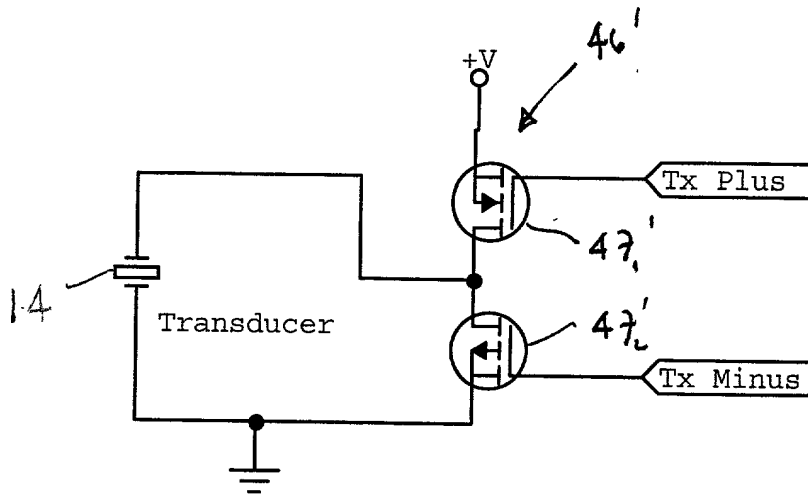 46'
+V
Tx Plus
47₁'
14
Transducer
47₂'
Tx Minus